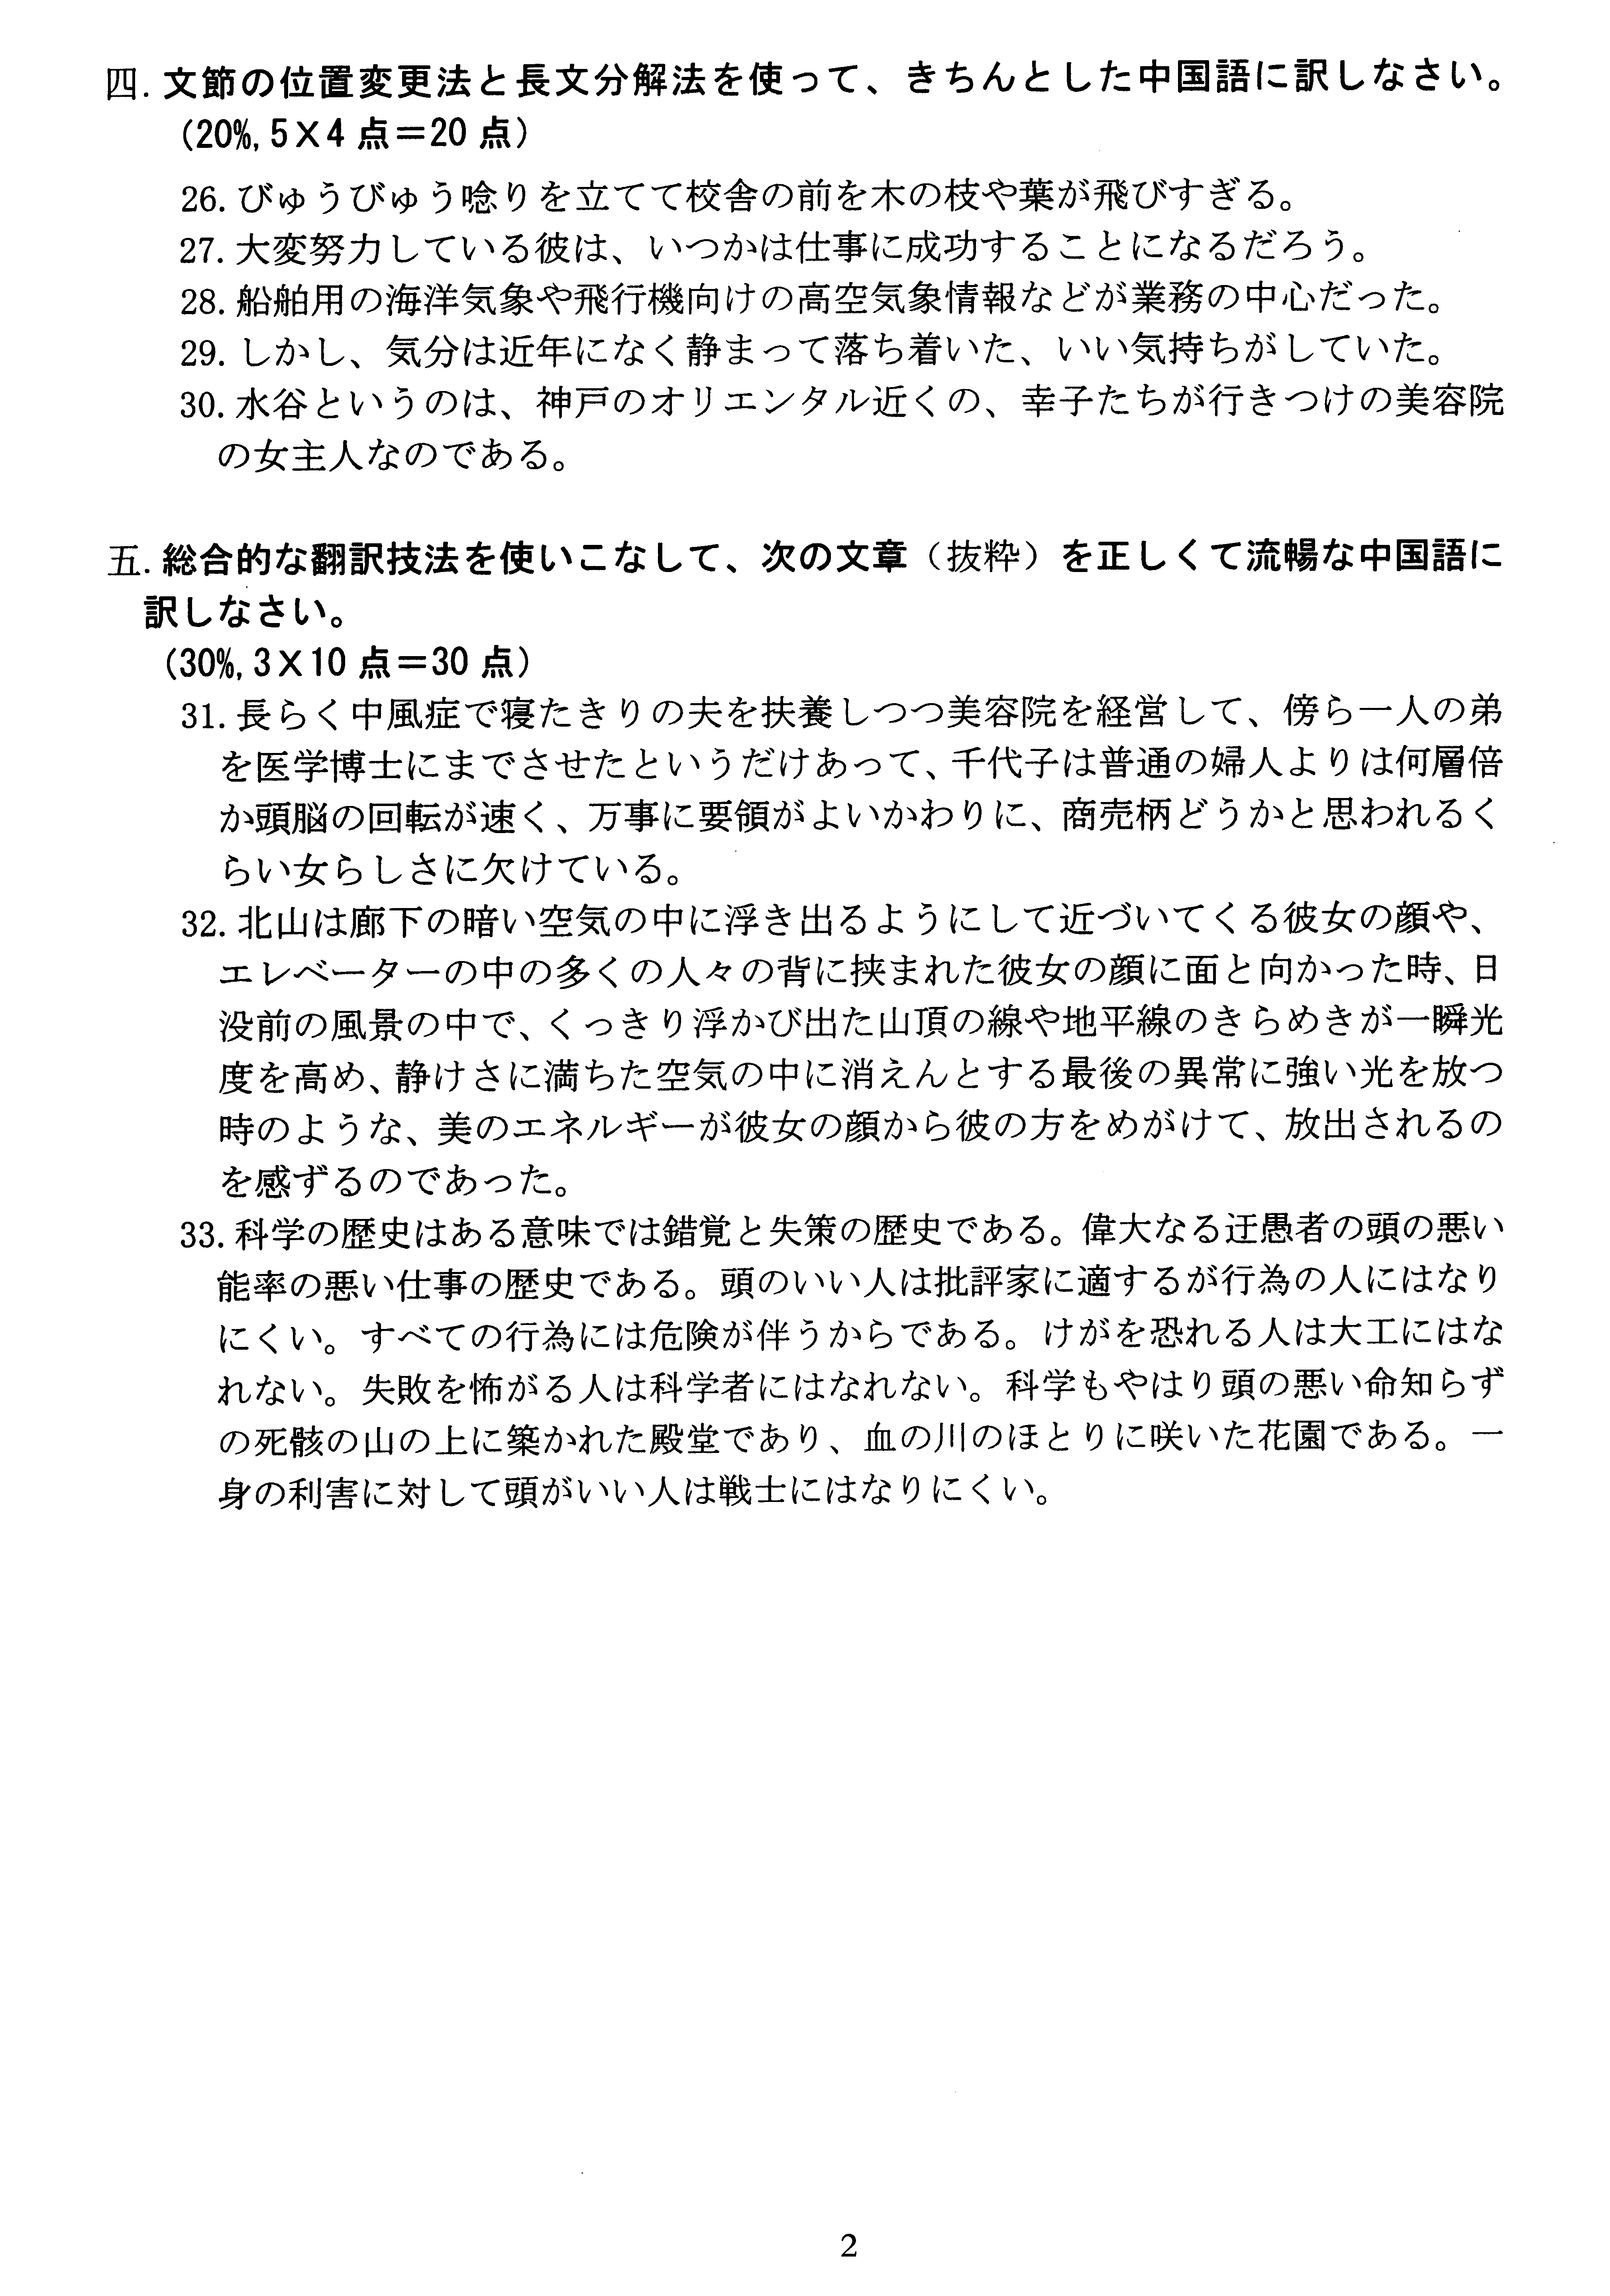 四. 文節の位置変更法と長文分解法を使って、きちんとした中国語に訳しなさい。
(20%, 5×4 点＝20 点)
26. びゅうびゅう唸りを立てて校舎の前を木の枝や葉が飛びすぎる。
27. 大変努力している彼は、いつかは仕事に成功することになるだろう。
28. 船舶用の海洋気象や飛行機向けの高空気象情報などが業務の中心だった。
29. しかし、気分は近年になく静まって落ち着いた、いい気持ちがしていた。
30. 水谷というのは、神戸のオリエンタル近くの、幸子たちが行きつけの美容院
の女主人なのである。
五. 総合的な翻訳技法を使いこなして、次の文章（抜粋）を正しくて流暢な中国語に
訳しなさい。
(30%, 3×10 点＝30 点)
31. 長らく中風症で寝たきりの夫を扶養しつつ美容院を経営して、傍ら一人の弟
を医学博士にまでさせたというだけあって、千代子は普通の婦人よりは何層倍
か頭脳の回転が速く、万事に要領がよいかわりに、商売柄どうかと思われるく
らい女らしさに欠けている。
32. 北山は廊下の暗い空気の中に浮き出るようにして近づいてくる彼女の顔や、
エレベーターの中の多くの人々の背に挟まれた彼女の顔に面と向かった時、日
没前の風景の中で、くっきり浮かび出た山頂の線や地平線のきらめきが一瞬光
度を高め、静けさに満ちた空気の中に消えんとする最後の異常に強い光を放つ
時のような、美のエネルギーが彼女の顔から彼の方をめがけて、放出されるの
を感ずるのであった。
33. 科学の歴史はある意味では錯覚と失策の歴史である。偉大なる迂愚者の頭の悪い
能率の悪い仕事の歴史である。頭のいい人は批評家に適するが行為の人にはなり
にくい。すべての行為には危険が伴うからである。けがを恐れる人は大工にはな
れない。失敗を怖がる人は科学者にはなれない。科学もやはり頭の悪い命知らず
の死骸の山の上に築かれた殿堂であり、血の川のほとりに咲いた花園である。一
身の利害に対して頭がいい人は戦士にはなりにくい。
2